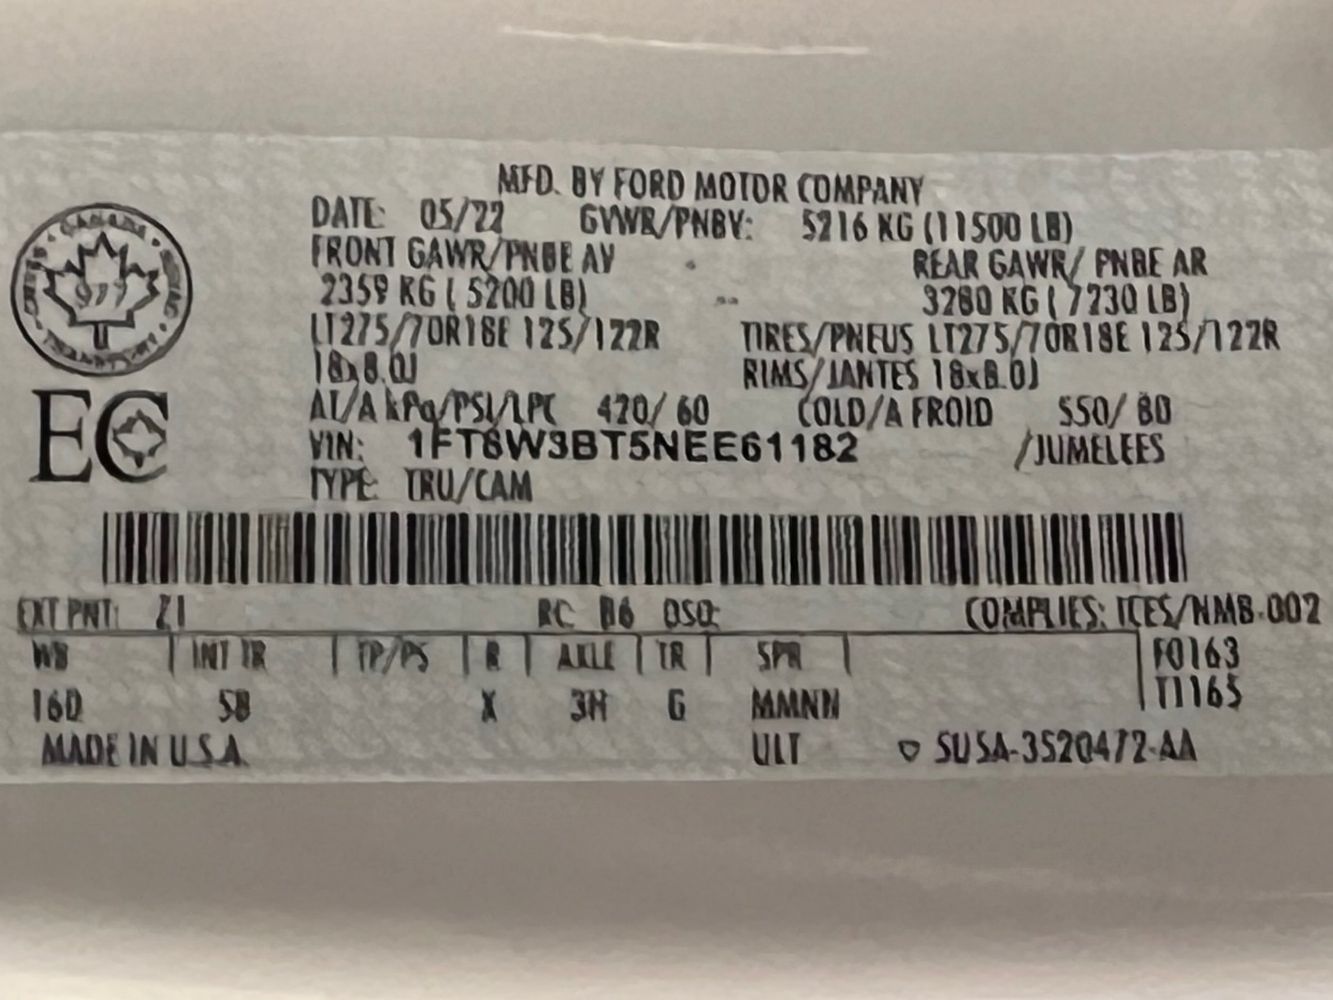 MFD. BY FORD MOTOR COMPANY
DATE: 05/22 GVWR/PNBV: 5216 KG (11500 LB)
FRONT GAWR/PNBE AV REAR GAWR/ PNBE AR
2359 KG ( 5200 LB) 3280 KG ( 7230 LB)
LT275/70R18E 125/122R TIRES/PNEUS LT275/70R18E 125/122R
18x8.0J RIMS/JANTES 18x8.0J
AT/A kPa/PSI/LPC 420/ 60 COLD/A FROID 550/ 80
VIN: 1FT8W3BT5NEE61182 /JUMELEES
TYPE: TRU/CAM
CANADA
977
EC
EXT PNT: Z1 RC: B6 DSO: COMPLIES: ICES/NMB-002
WB INT TR TP/PS R AXLE TR SPR F0163
T1165
160 5B X 3H G MMNN
MADE IN U.S.A. ULT SUSA-3520472-AA